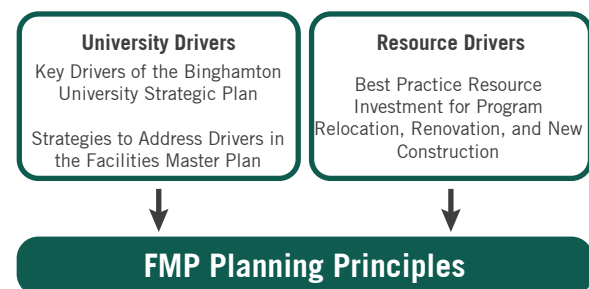 University Drivers
Key Drivers of the Binghamton
University Strategic Plan
Strategies to Address Drivers in
the Facilities Master Plan
Resource Drivers
Best Practice Resource
Investment for Program
Relocation, Renovation, and New
Construction
FMP Planning Principles